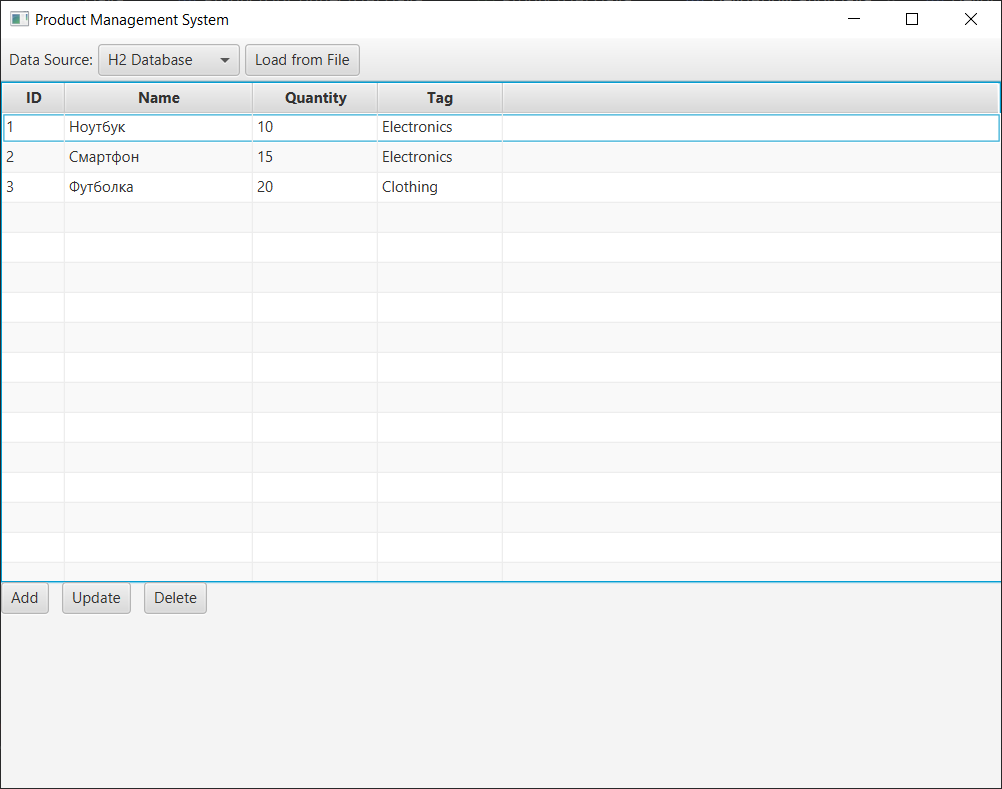 Product Management System
Data Source: H2 Database Load from File
ID Name Quantity Tag
1 Ноутбук 10 Electronics
2 Смартфон 15 Electronics
3 Футболка 20 Clothing
Add Update Delete